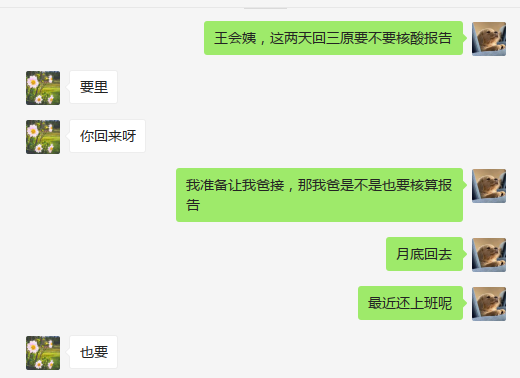 王会姨，这两天回三原要不要核酸报告
要里
你回来呀
我准备让我爸接，那我爸是不是也要核算报
告
月底回去
最近还上班呢
也要